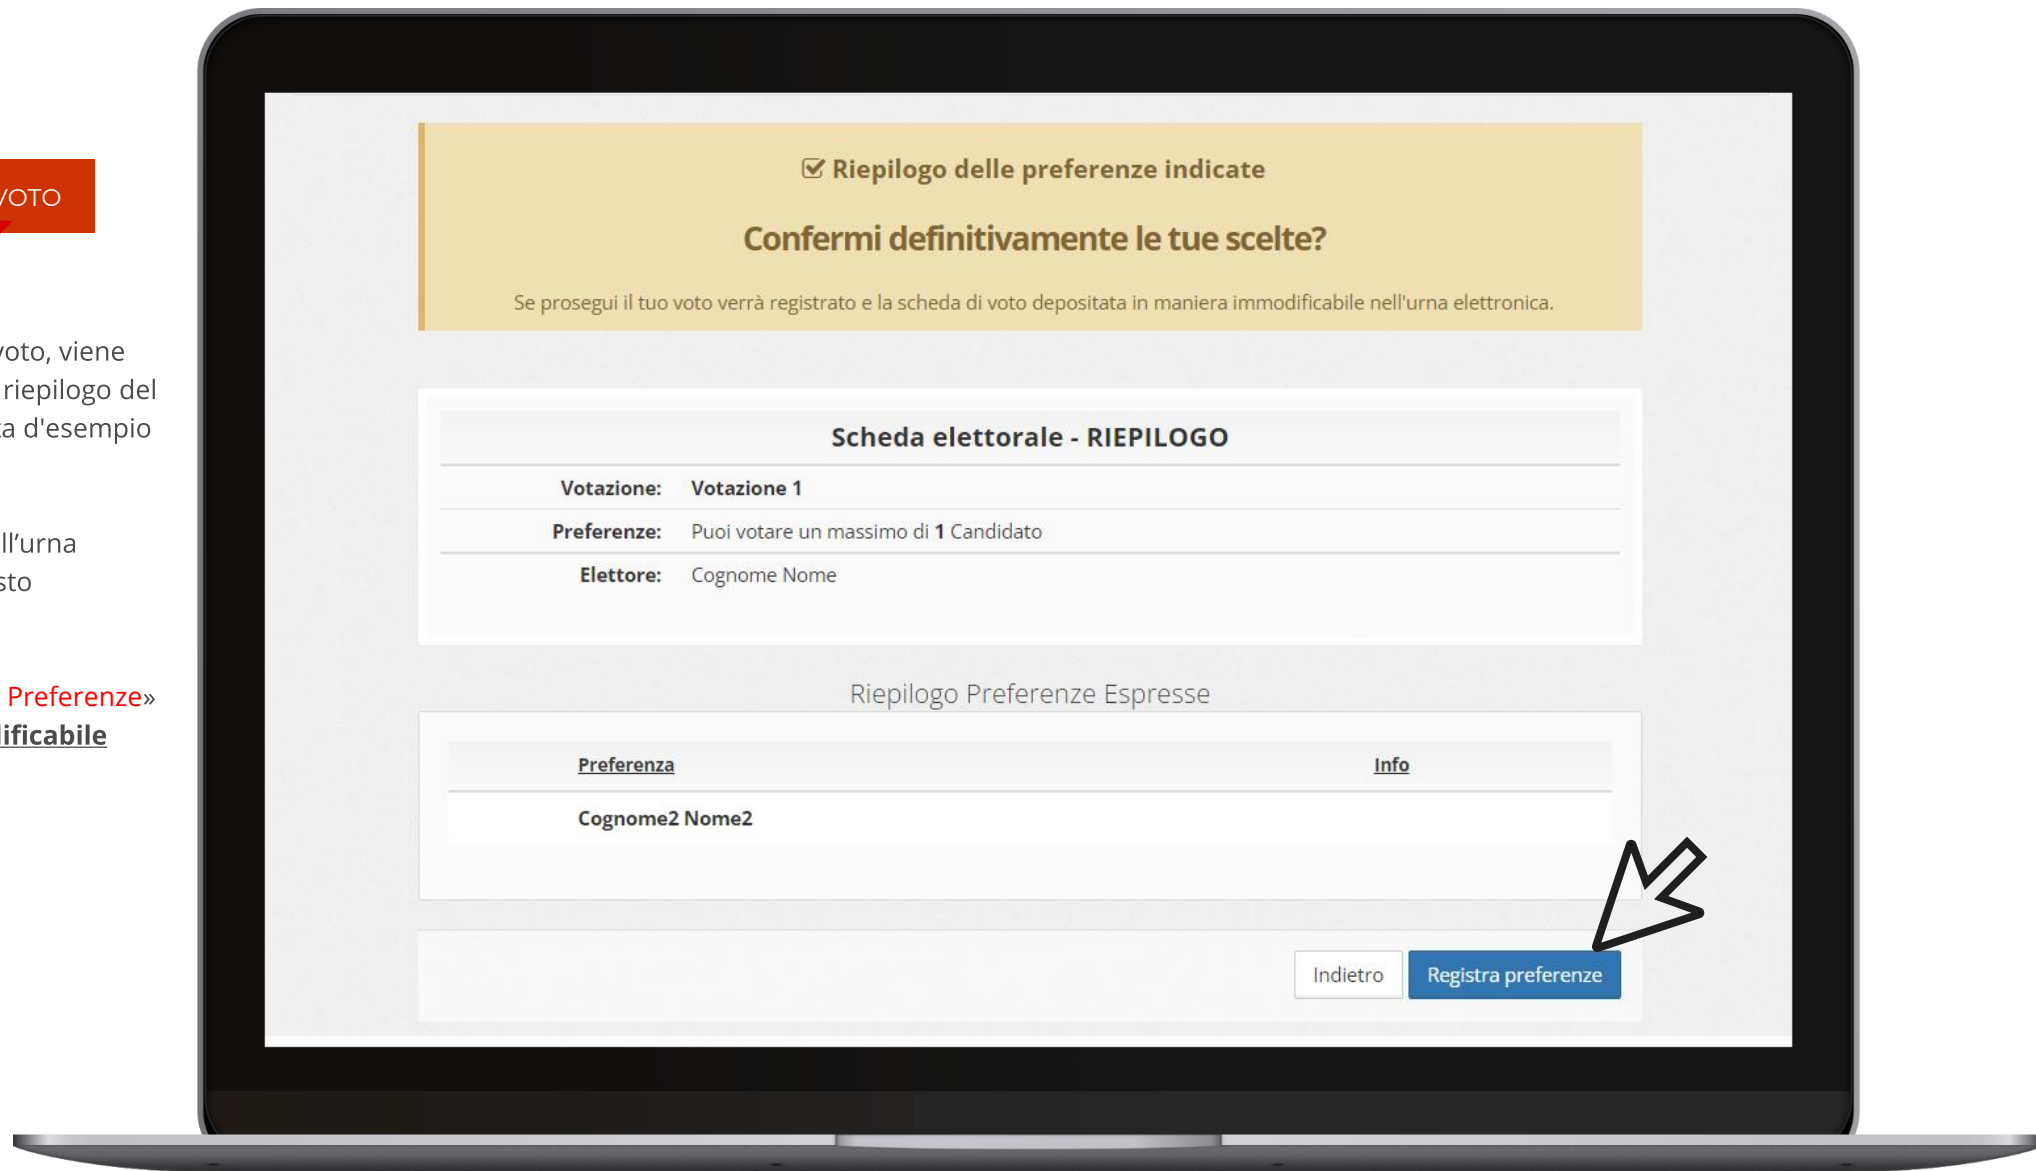 VOTO
voto, viene
riepilogo del
d'esempio
ll'urna
sto
Preferenze»
ificabile
Riepilogo delle preferenze indicate
Confermi definitivamente le tue scelte?
Se prosegui il tuo voto verrà registrato e la scheda di voto depositata in maniera immodificabile nell'urna elettronica.
Scheda elettorale - RIEPILOGO
Votazione: Votazione 1
Preferenze: Puoi votare un massimo di 1 Candidato
Elettore: Cognome Nome
Riepilogo Preferenze Espresse
Preferenza Info
Cognome2 Nome2
Indietro Registra preferenze